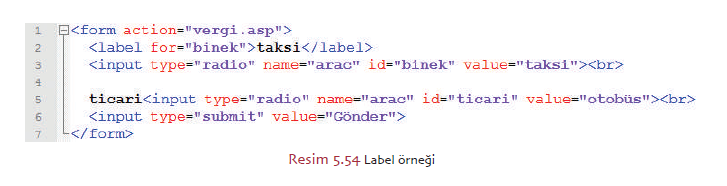 1 <form action="vergi.asp">
2 <label for="binek">taksi</label>
3 <input type="radio" name="arac" id="binek" value="taksi"><br>
4
5 ticari<input type="radio" name="arac" id="ticari" value="otobüs"><br>
6 <input type="submit" value="Gönder">
7 </form>
Resim 5.54 Label örneği